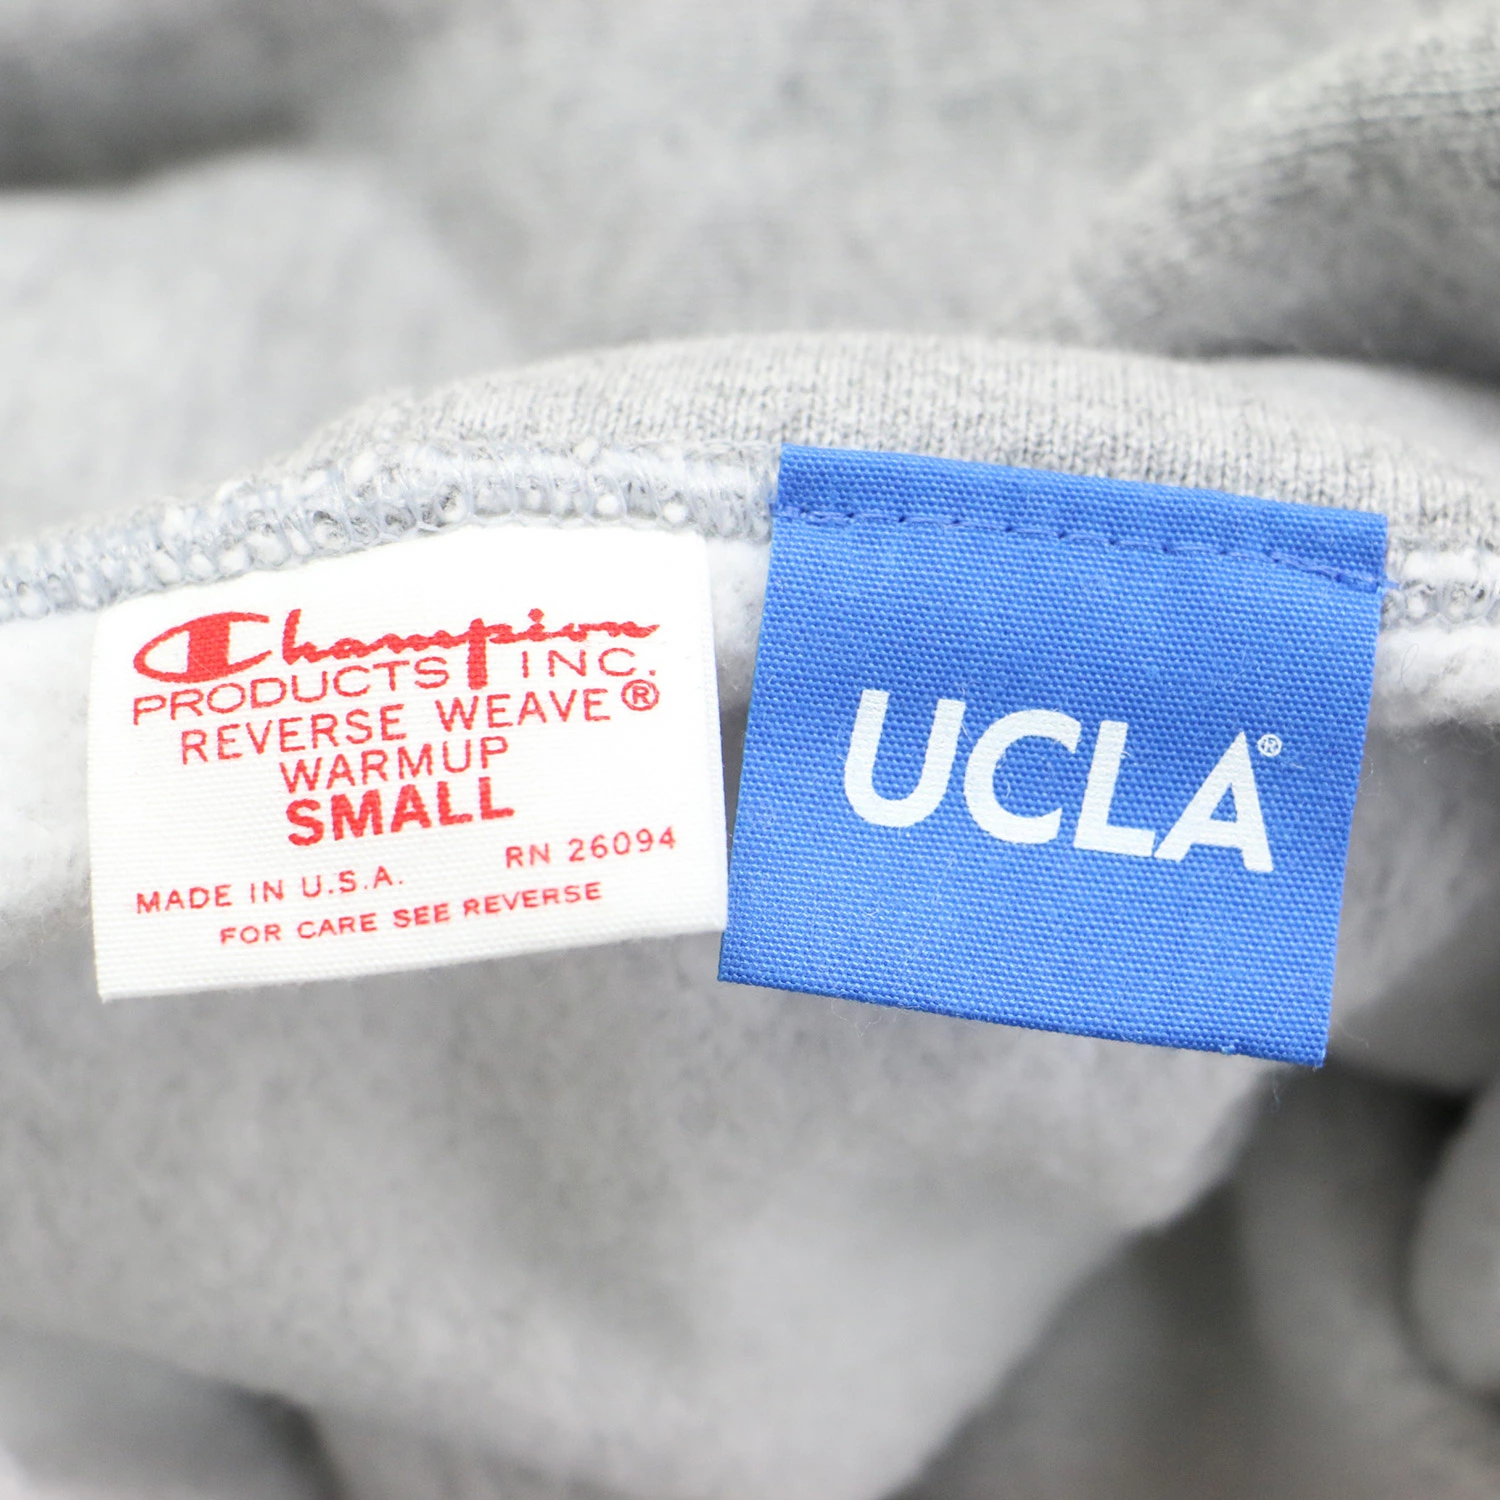 Champion
PRODUCTS INC.
REVERSE WEAVE®
WARMUP
SMALL
RN 26094
MADE IN U.S.A.
FOR CARE SEE REVERSE
UCLA®